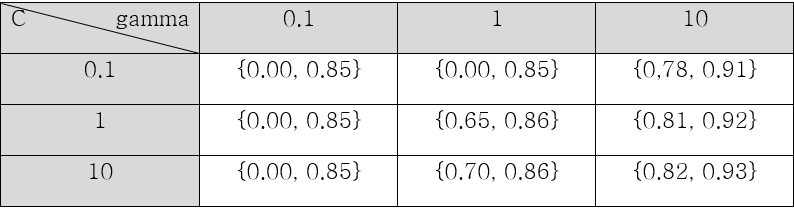 C gamma 0.1 1 10
0.1 {0.00, 0.85} {0.00, 0.85} {0,78, 0.91}
1 {0.00, 0.85} {0.65, 0.86} {0.81, 0.92}
10 {0.00, 0.85} {0.70, 0.86} {0.82, 0.93}